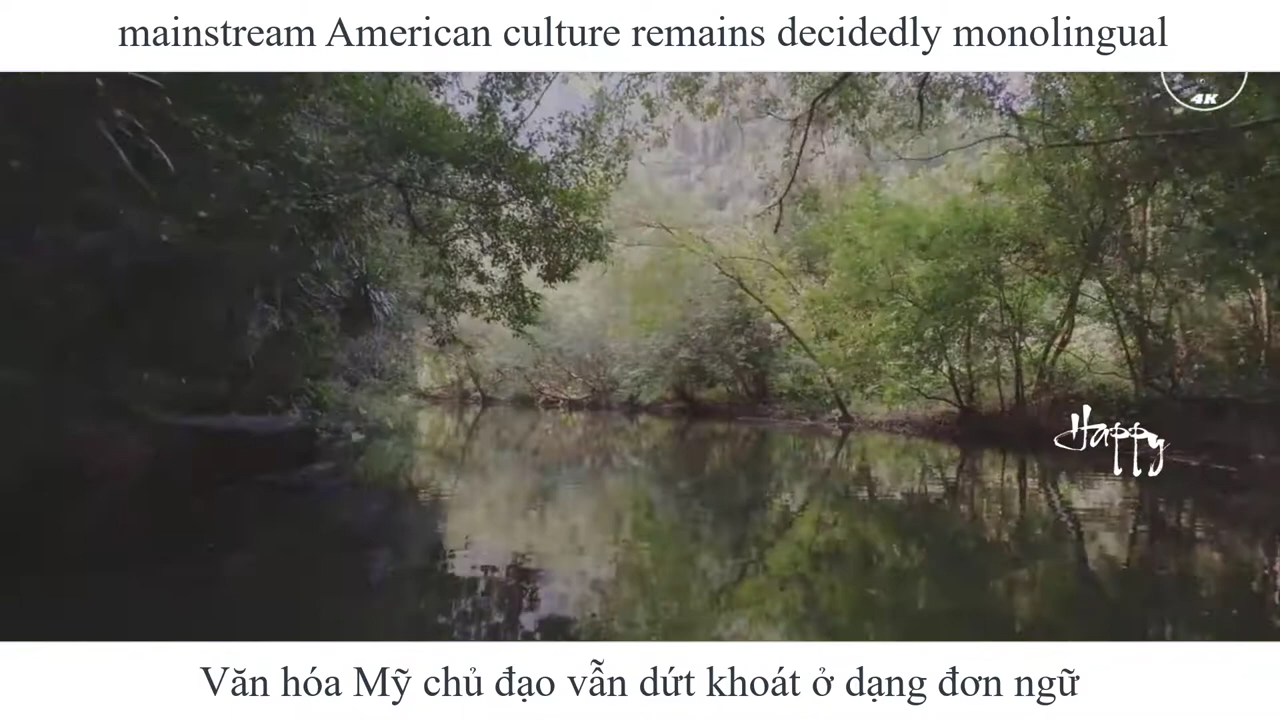 mainstream American culture remains decidedly monolingual
4K
Happy
Văn hóa Mỹ chủ đạo vẫn dứt khoát ở dạng đơn ngữ